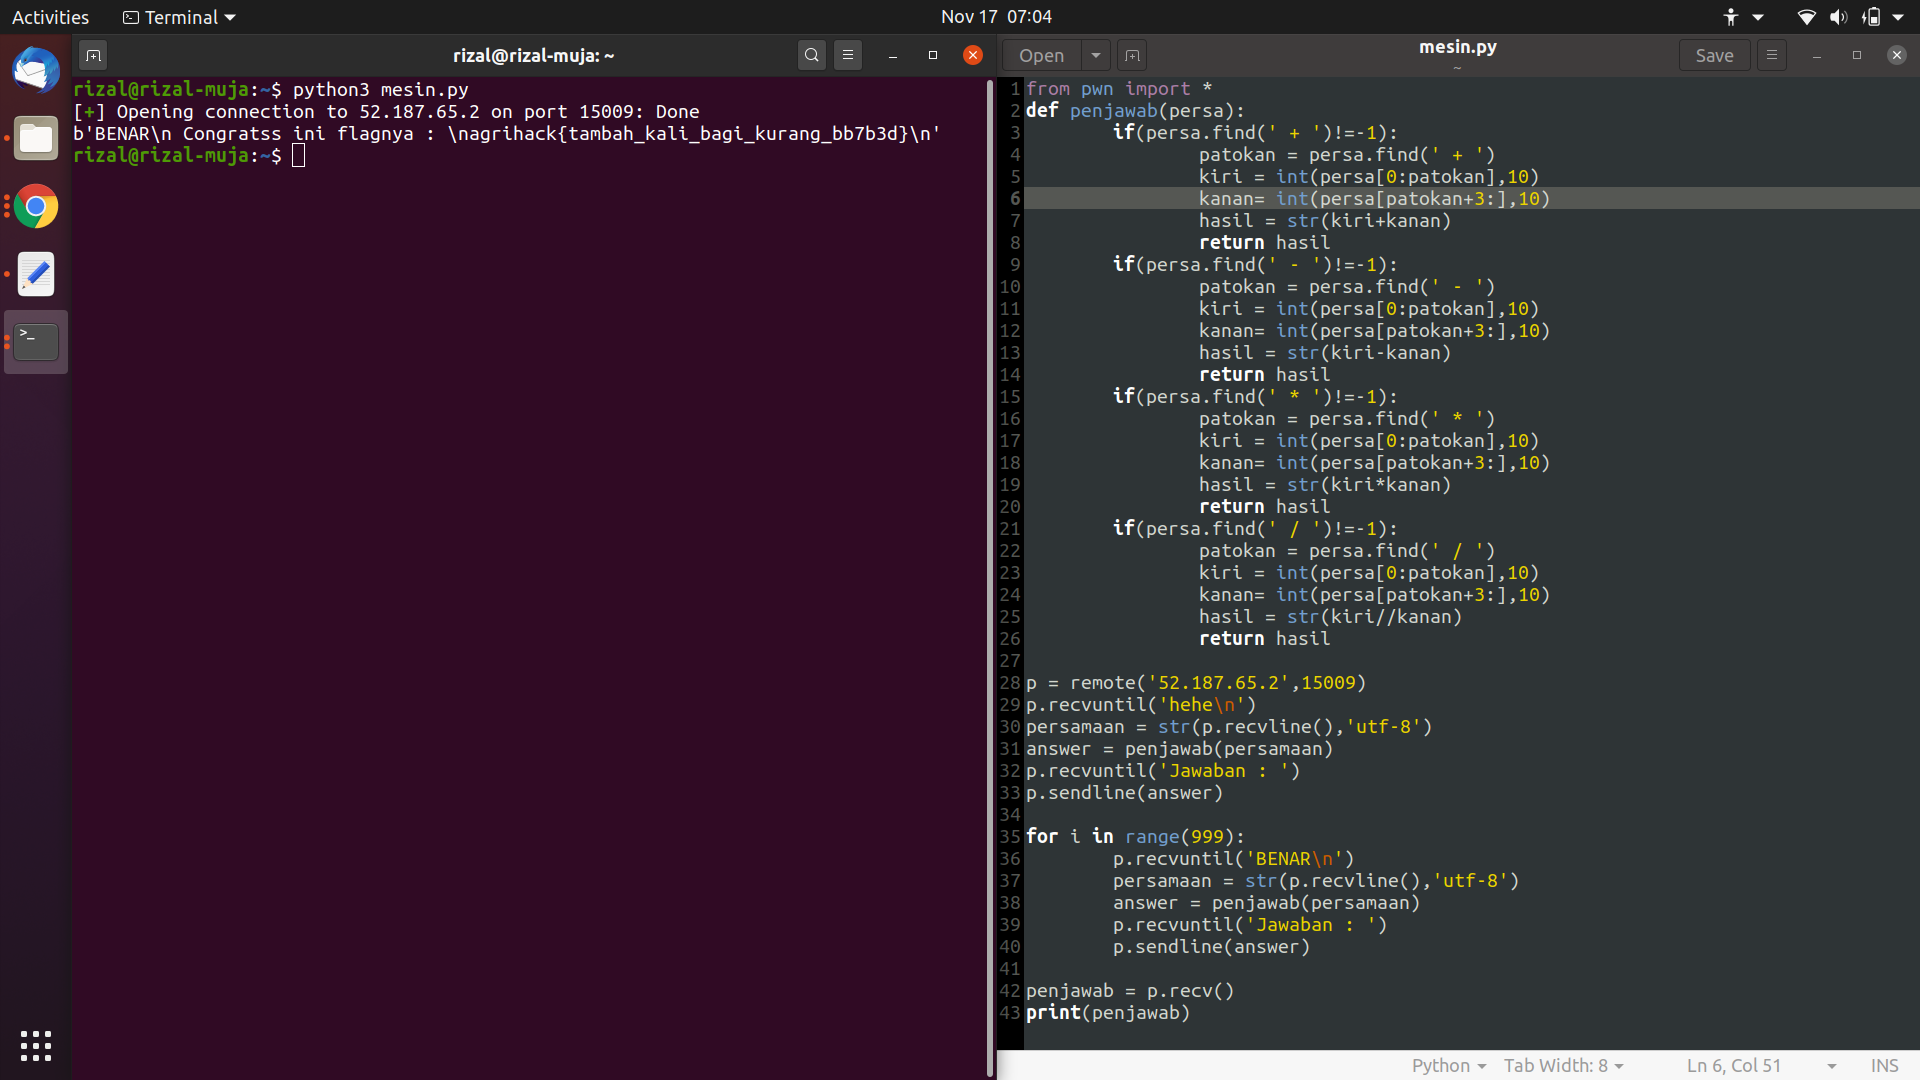 Activities
Terminal
Nov 17 07:04
rizal@rizal-muja: ~
rizal@rizal-muja:~$ python3 mesin.py
[+] Opening connection to 52.187.65.2 on port 15009: Done
b'BENAR\n Congratss ini flagnya : \nagrihack{tambah_kali_bagi_kurang_bb7b3d}\n'
rizal@rizal-muja:~$
>_
Open
mesin.py
~
Save
1 from pwn import *
2 def penjawab(persa):
3 if(persa.find(' + ')!=-1):
4 patokan = persa.find(' + ')
5 kiri = int(persa[0:patokan],10)
6 kanan= int(persa[patokan+3:],10)
7 hasil = str(kiri+kanan)
8 return hasil
9 if(persa.find(' - ')!=-1):
10 patokan = persa.find(' - ')
11 kiri = int(persa[0:patokan],10)
12 kanan= int(persa[patokan+3:],10)
13 hasil = str(kiri-kanan)
14 return hasil
15 if(persa.find(' * ')!=-1):
16 patokan = persa.find(' * ')
17 kiri = int(persa[0:patokan],10)
18 kanan= int(persa[patokan+3:],10)
19 hasil = str(kiri*kanan)
20 return hasil
21 if(persa.find(' / ')!=-1):
22 patokan = persa.find(' / ')
23 kiri = int(persa[0:patokan],10)
24 kanan= int(persa[patokan+3:],10)
25 hasil = str(kiri//kanan)
26 return hasil
27
28 p = remote('52.187.65.2',15009)
29 p.recvuntil('hehe\n')
30 persamaan = str(p.recvline(),'utf-8')
31 answer = penjawab(persamaan)
32 p.recvuntil('Jawaban : ')
33 p.sendline(answer)
34
35 for i in range(999):
36 p.recvuntil('BENAR\n')
37 persamaan = str(p.recvline(),'utf-8')
38 answer = penjawab(persamaan)
39 p.recvuntil('Jawaban : ')
40 p.sendline(answer)
41
42 penjawab = p.recv()
43 print(penjawab)
Python
Tab Width: 8
Ln 6, Col 51
INS